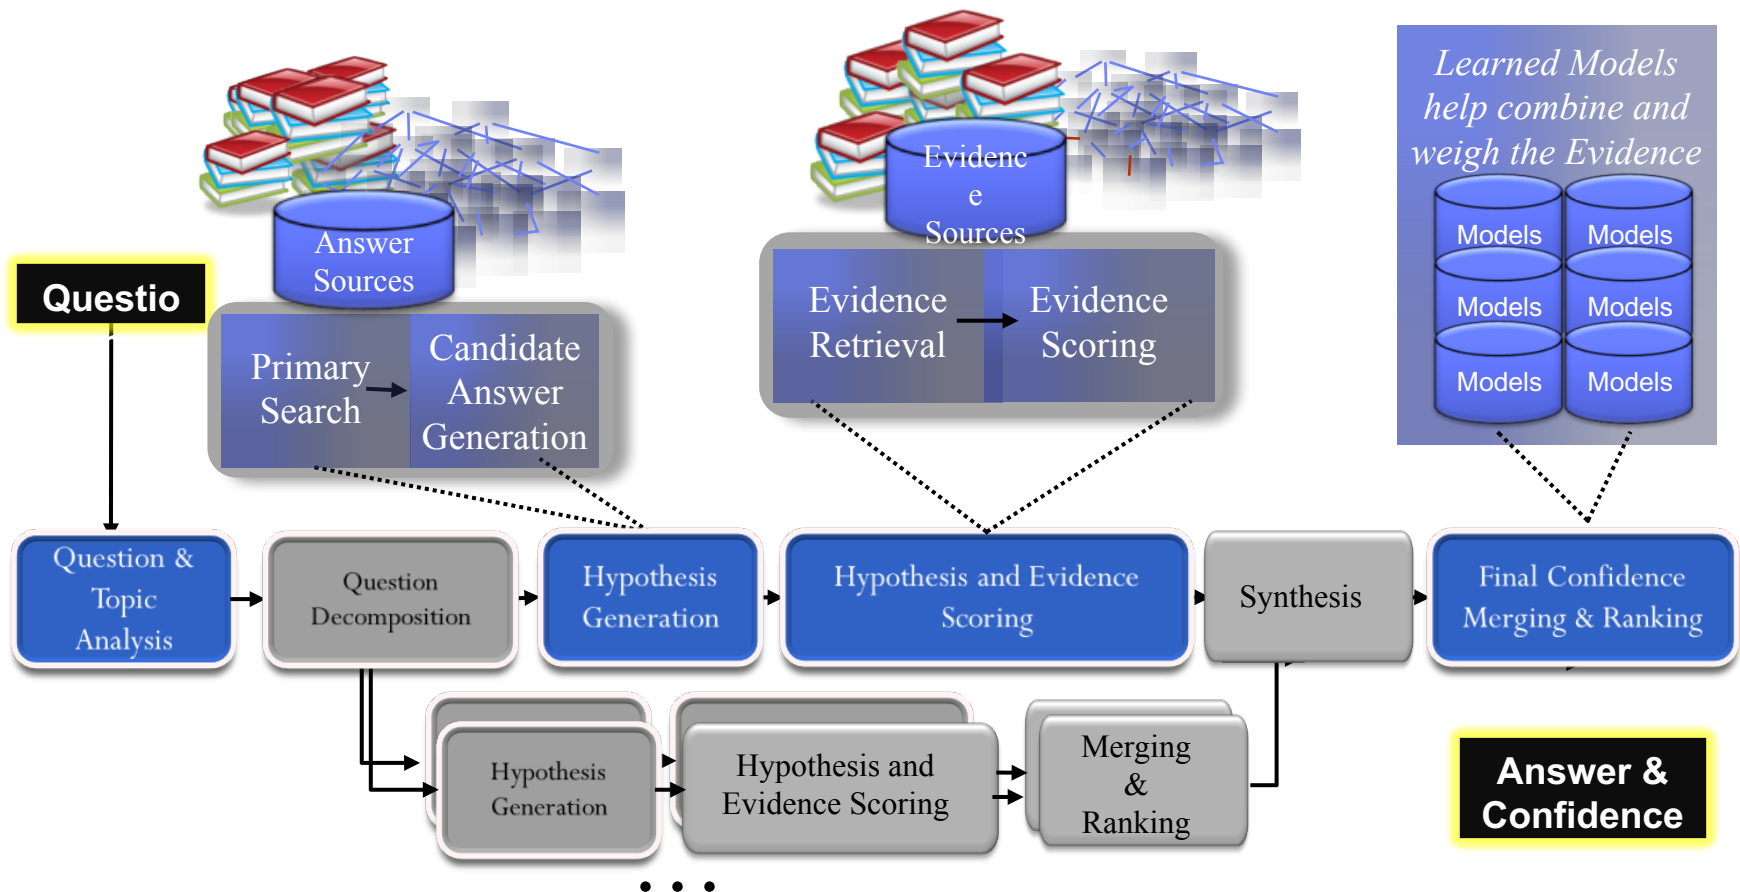 Learned Models
help combine and
weigh the Evidence
Evidenc
e
Sources
Answer
Sources
Models
Models
Models
Models
Models
Models
Questio
Primary
Search
Candidate
Answer
Generation
Evidence
Retrieval
Evidence
Scoring
Question &
Topic
Analysis
Question
Decomposition
Hypothesis
Generation
Hypothesis and Evidence
Scoring
Synthesis
Final Confidence
Merging & Ranking
Hypothesis
Generation
Hypothesis and
Evidence Scoring
Merging
&
Ranking
Answer &
Confidence
. . .